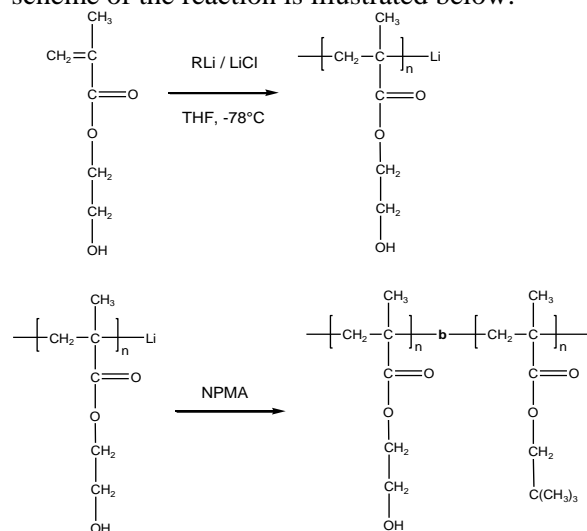 scheme of the reaction is illustrated below.
CH3
CH2=C
C=O
O
CH2
CH2
OH
RLi / LiCl
THF, -78°C
CH3
CH2 C Li
n
C O
O
CH2
CH2
OH
CH3
CH2 C Li
n
C O
O
CH2
CH2
OH
NPMA
CH3 CH3
CH2 C b CH2 C
n n
C O C O
O O
CH2 CH2
CH2 C(CH3)3
OH